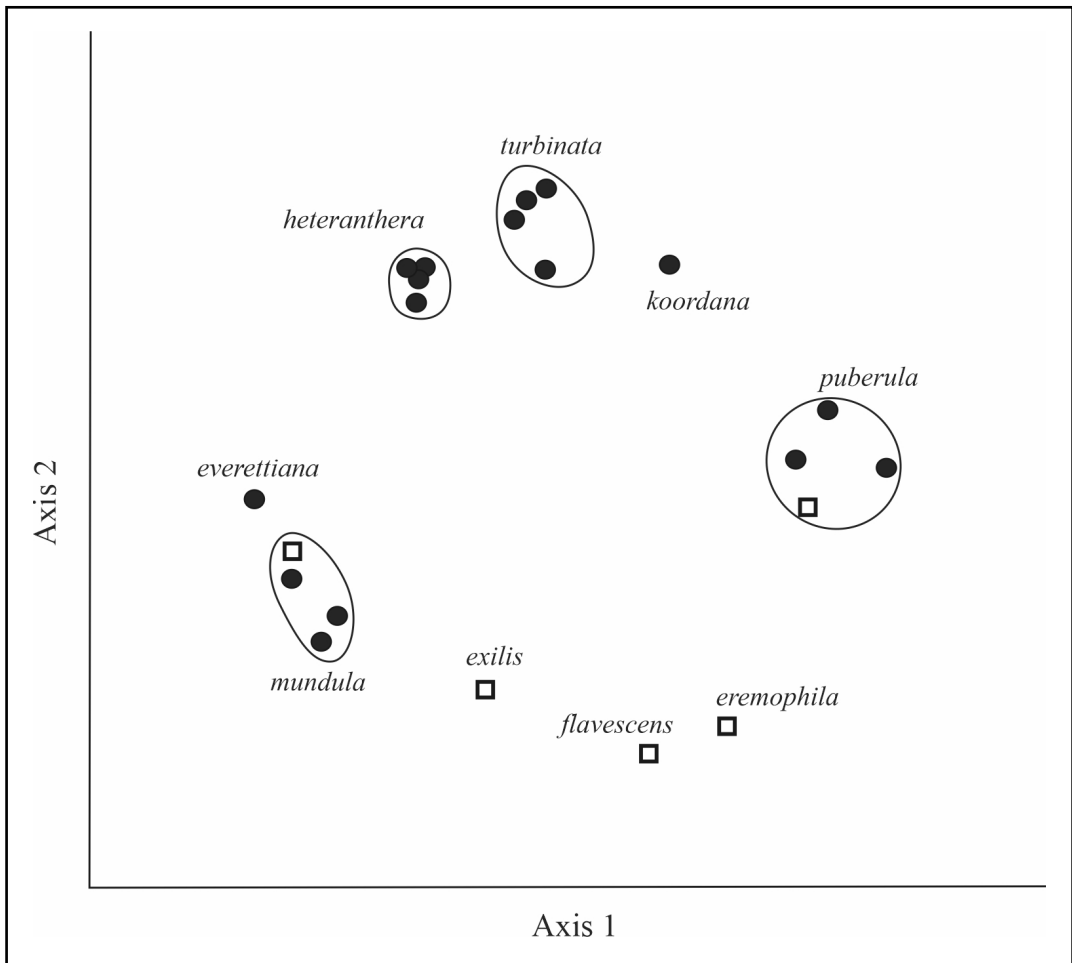 turbinata
heteranthera
koordana
puberula
everettiana
exilis
mundula
eremophila
flavescens
Axis 2
Axis 1